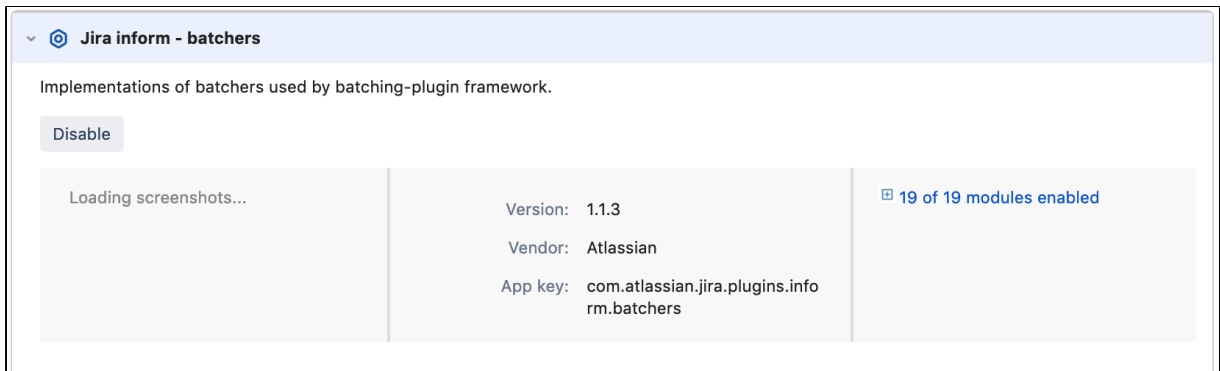 Jira inform - batchers
Implementations of batchers used by batching-plugin framework.
Disable
Loading screenshots...
Version: 1.1.3
Vendor: Atlassian
App key: com.atlassian.jira.plugins.info
rm.batchers
19 of 19 modules enabled